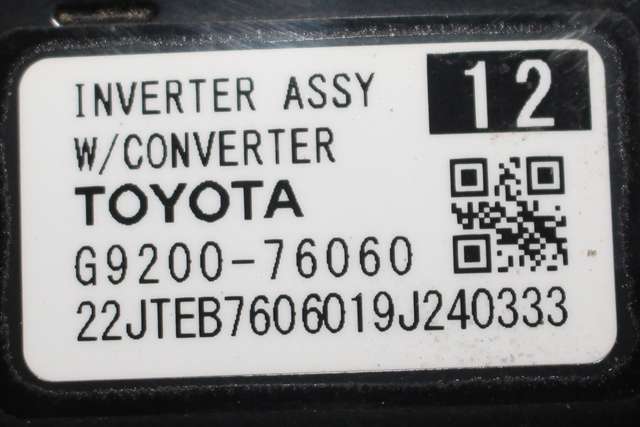 INVERTER ASSY
12
W/CONVERTER
TOYOTA
G9200-76060
22JTEB7606019J240333